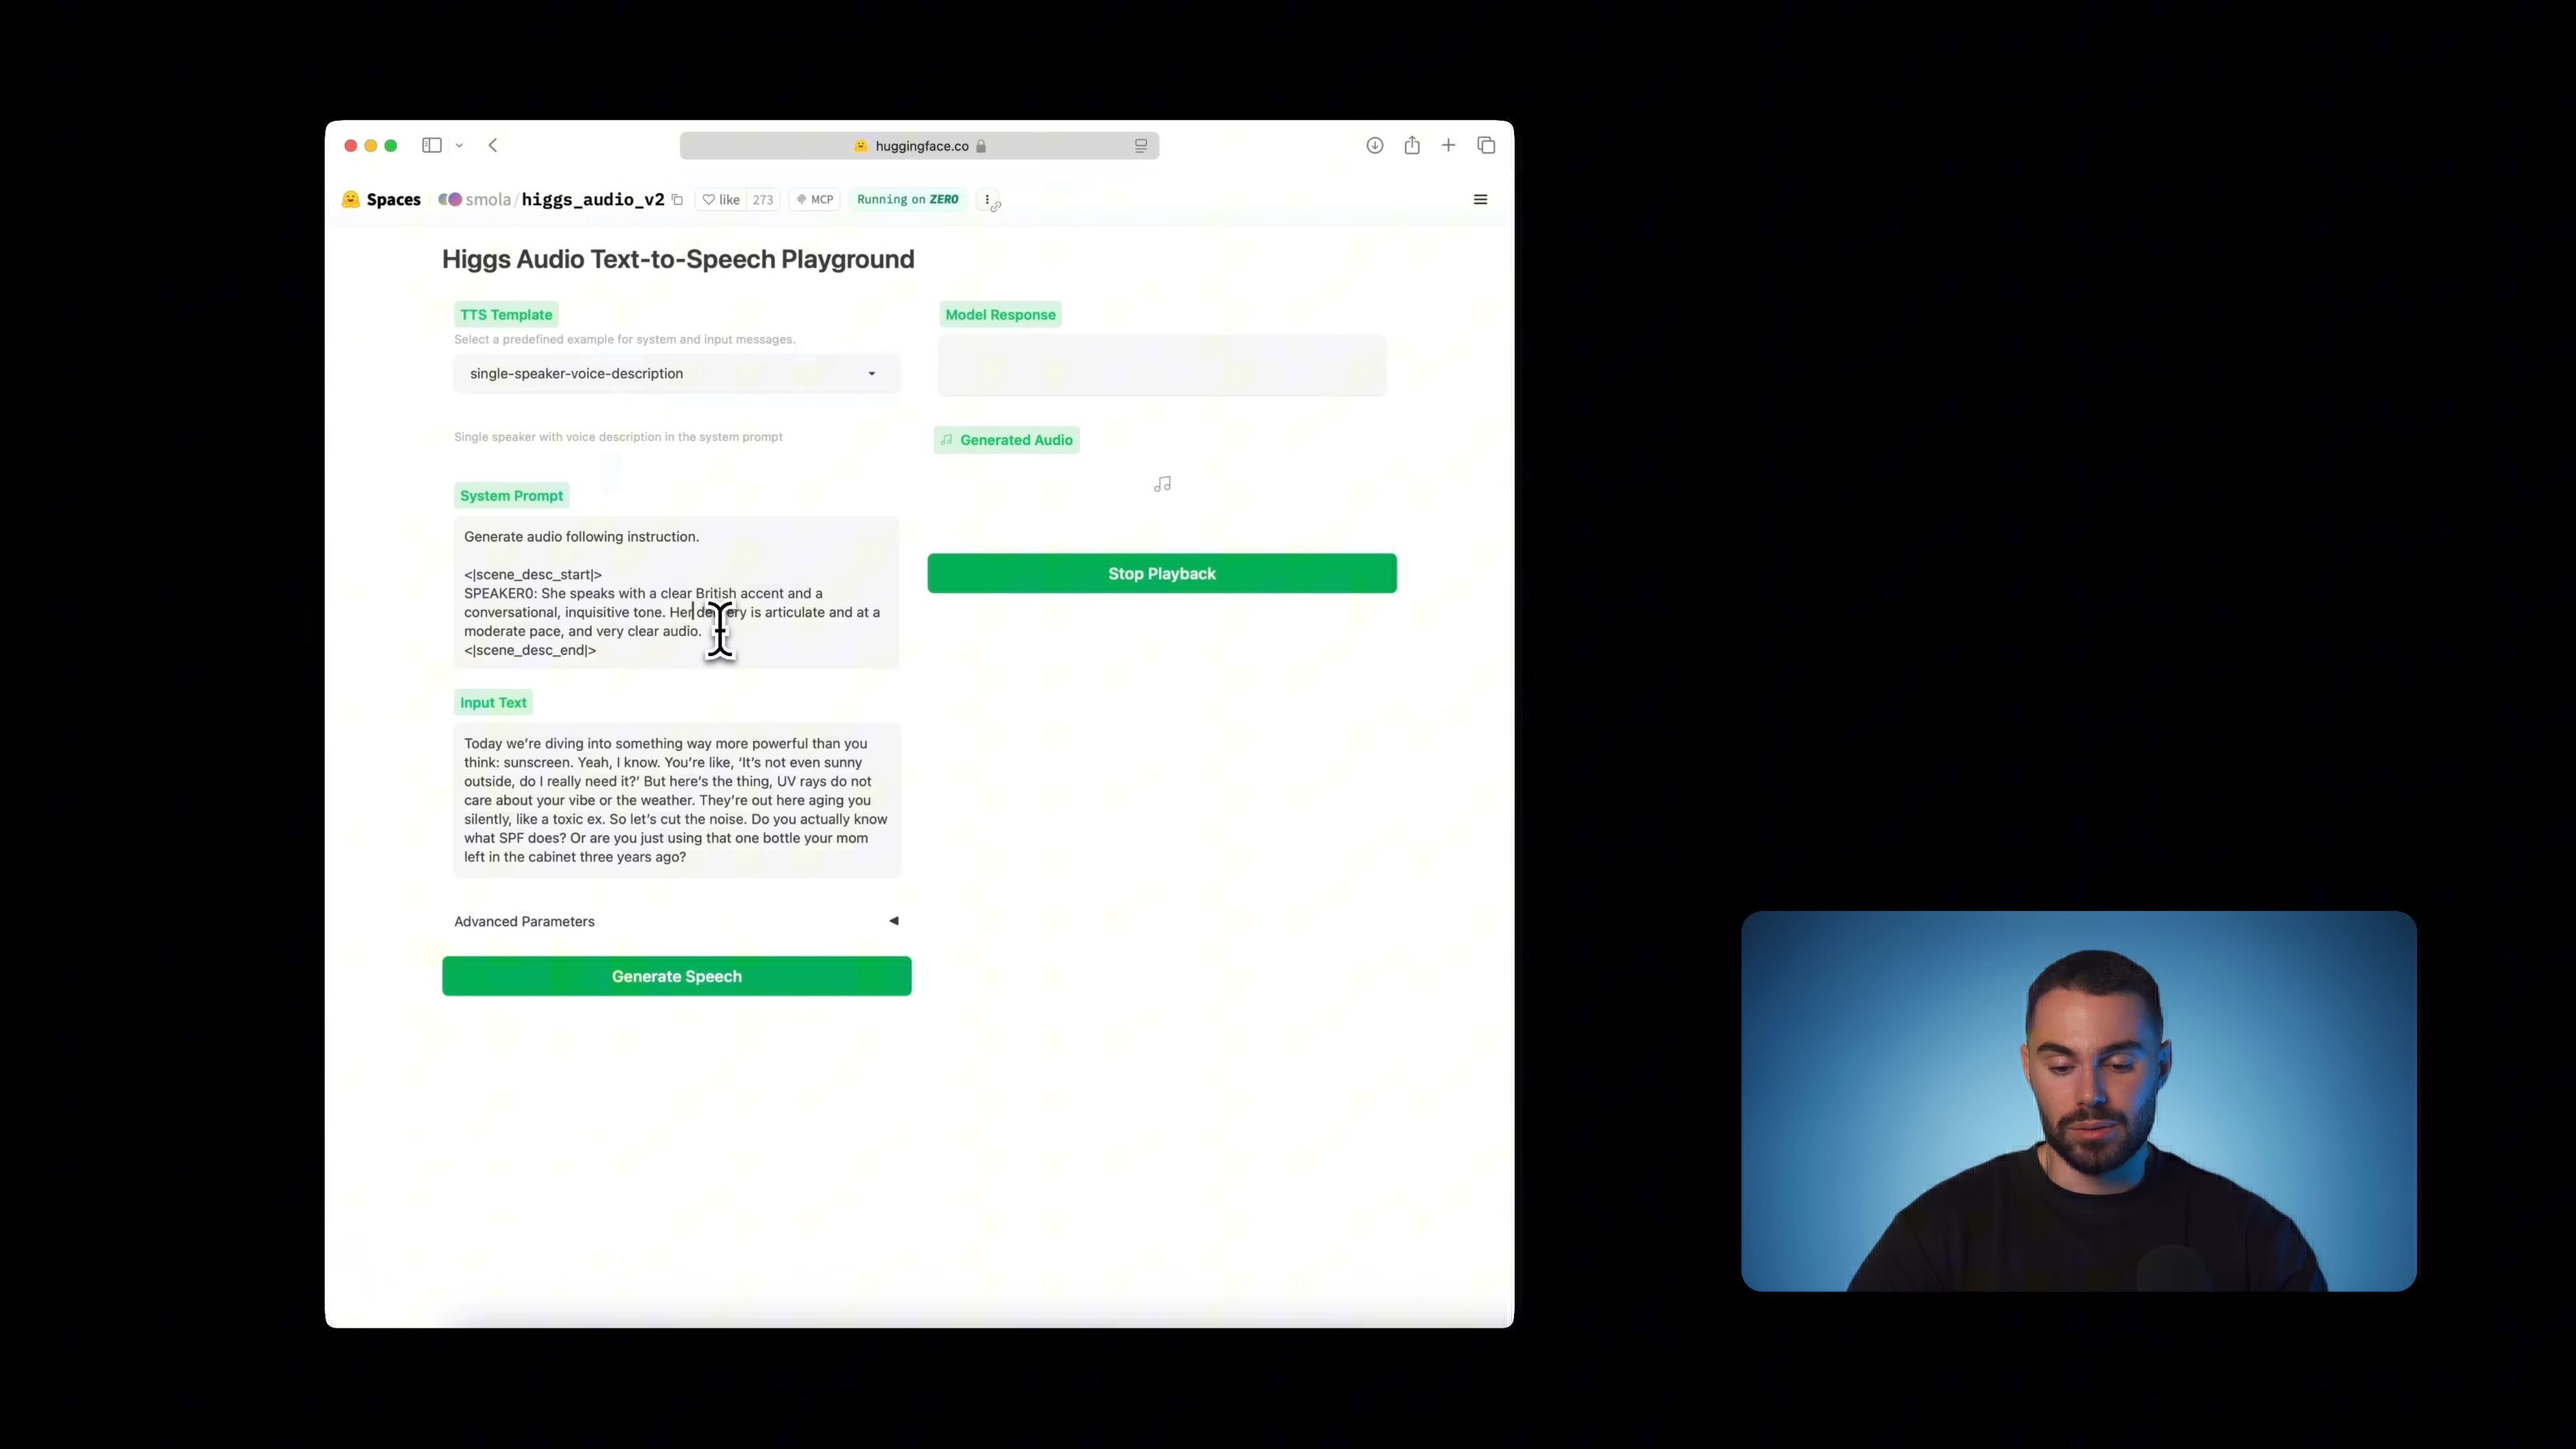 huggingface.co
Spaces smola/higgs_audio_v2 like 273 MCP Running on ZERO
Higgs Audio Text-to-Speech Playground
TTS Template
Select a predefined example for system and input messages.
single-speaker-voice-description
Single speaker with voice description in the system prompt
System Prompt
Generate audio following instruction.
<|scene_desc_start|>
SPEAKER0: She speaks with a clear British accent and a
conversational, inquisitive tone. Her delivery is articulate and at a
moderate pace, and very clear audio.
<|scene_desc_end|>
Input Text
Today we’re diving into something way more powerful than you
think: sunscreen. Yeah, I know. You’re like, ‘It’s not even sunny
outside, do I really need it?’ But here’s the thing, UV rays do not
care about your vibe or the weather. They’re out here aging you
silently, like a toxic ex. So let’s cut the noise. Do you actually know
what SPF does? Or are you just using that one bottle your mom
left in the cabinet three years ago?
Advanced Parameters
Generate Speech
Model Response
Generated Audio
Stop Playback